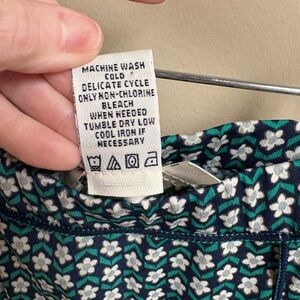 MACHINE WASH
COLD
DELICATE CYCLE
ONLY NON-CHLORINE
BLEACH
WHEN NEEDED
TUMBLE DRY LOW
COOL IRON IF
NECESSARY